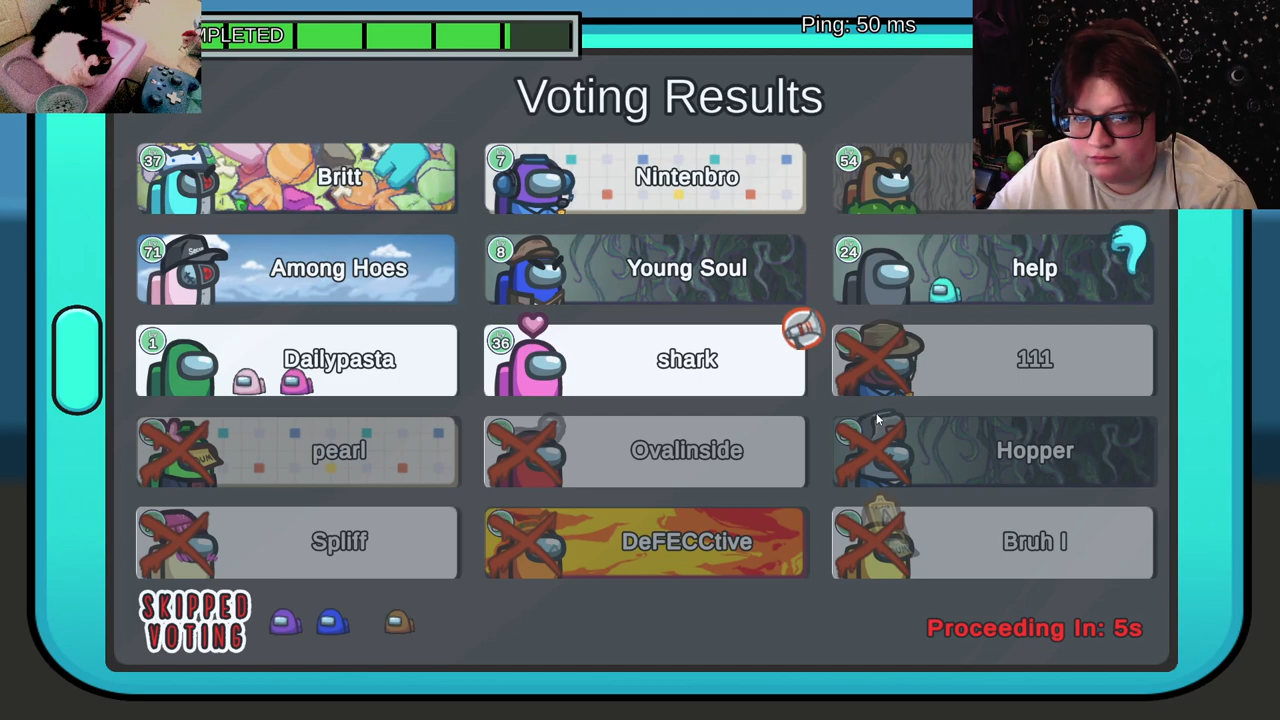 MPLETED
Ping: 50 ms
Voting Results
37
Britt
7
Nintenbro
54
71
Among Hoes
8
Young Soul
24
help
1
Dailypasta
36
shark
111
pearl
Ovalinside
Hopper
Spliff
DeFECCtive
Bruh I
SKIPPED
VOTING
Proceeding In: 5s